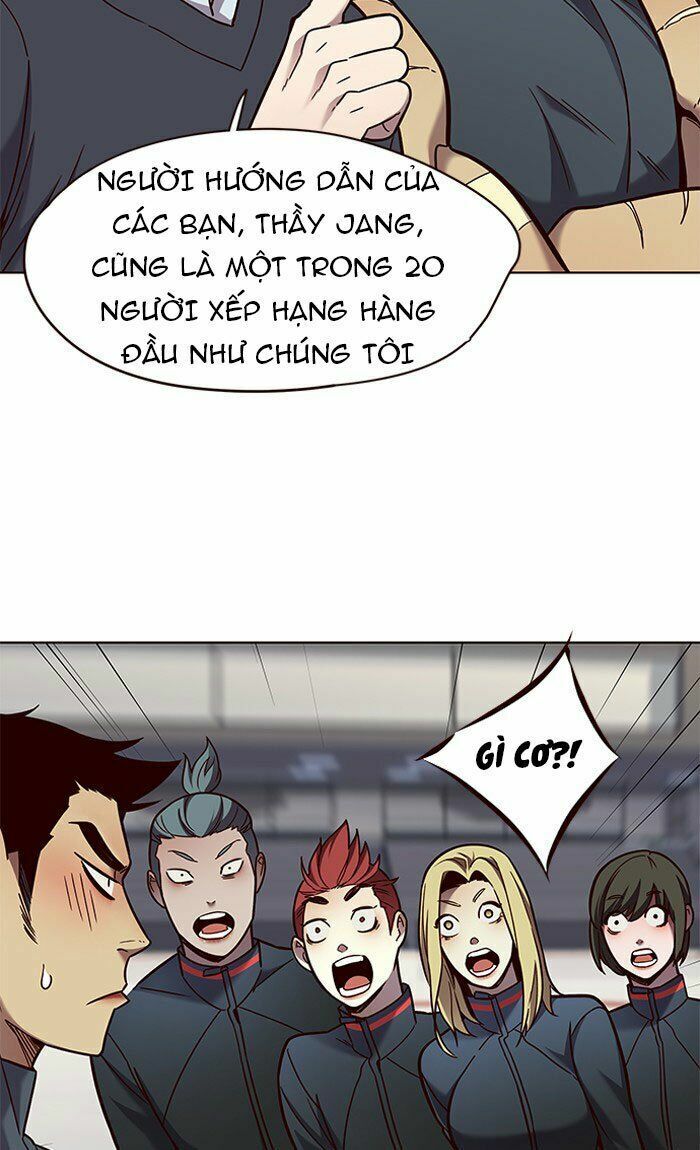 NGƯỜI HƯỚNG DẪN CỦA
CÁC BẠN, THẦY JANG,
CŨNG LÀ MỘT TRONG 20
NGƯỜI XẾP HẠNG HÀNG
ĐẦU NHƯ CHÚNG TÔI
GÌ CƠ?!